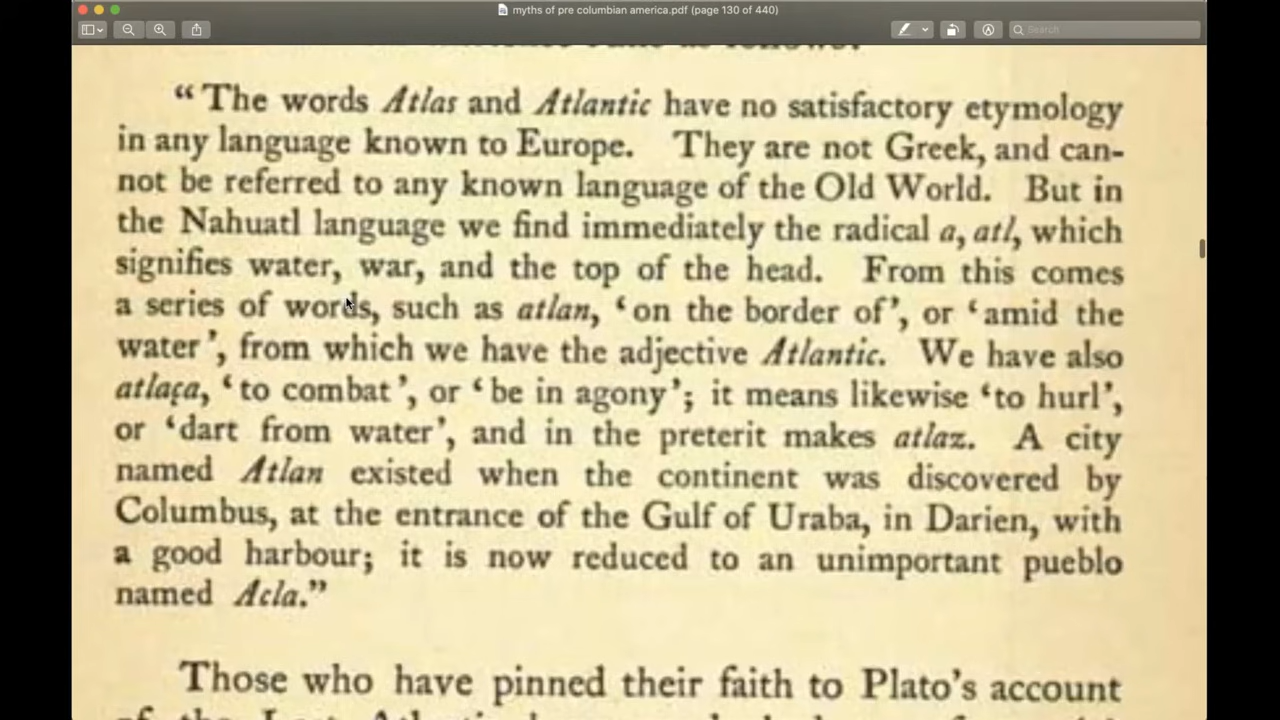 myths of pre columbian america.pdf (page 130 of 440)
Search
as follows:
“The words Atlas and Atlantic have no satisfactory etymology
in any language known to Europe. They are not Greek, and can-
not be referred to any known language of the Old World. But in
the Nahuatl language we find immediately the radical a, atl, which
signifies water, war, and the top of the head. From this comes
a series of words, such as atlan, ‘on the border of’, or ‘amid the
water’, from which we have the adjective Atlantic. We have also
atlaça, ‘to combat’, or ‘be in agony’; it means likewise ‘to hurl’,
or ‘dart from water’, and in the preterit makes atlaz. A city
named Atlan existed when the continent was discovered by
Columbus, at the entrance of the Gulf of Uraba, in Darien, with
a good harbour; it is now reduced to an unimportant pueblo
named Acla.”
Those who have pinned their faith to Plato’s account